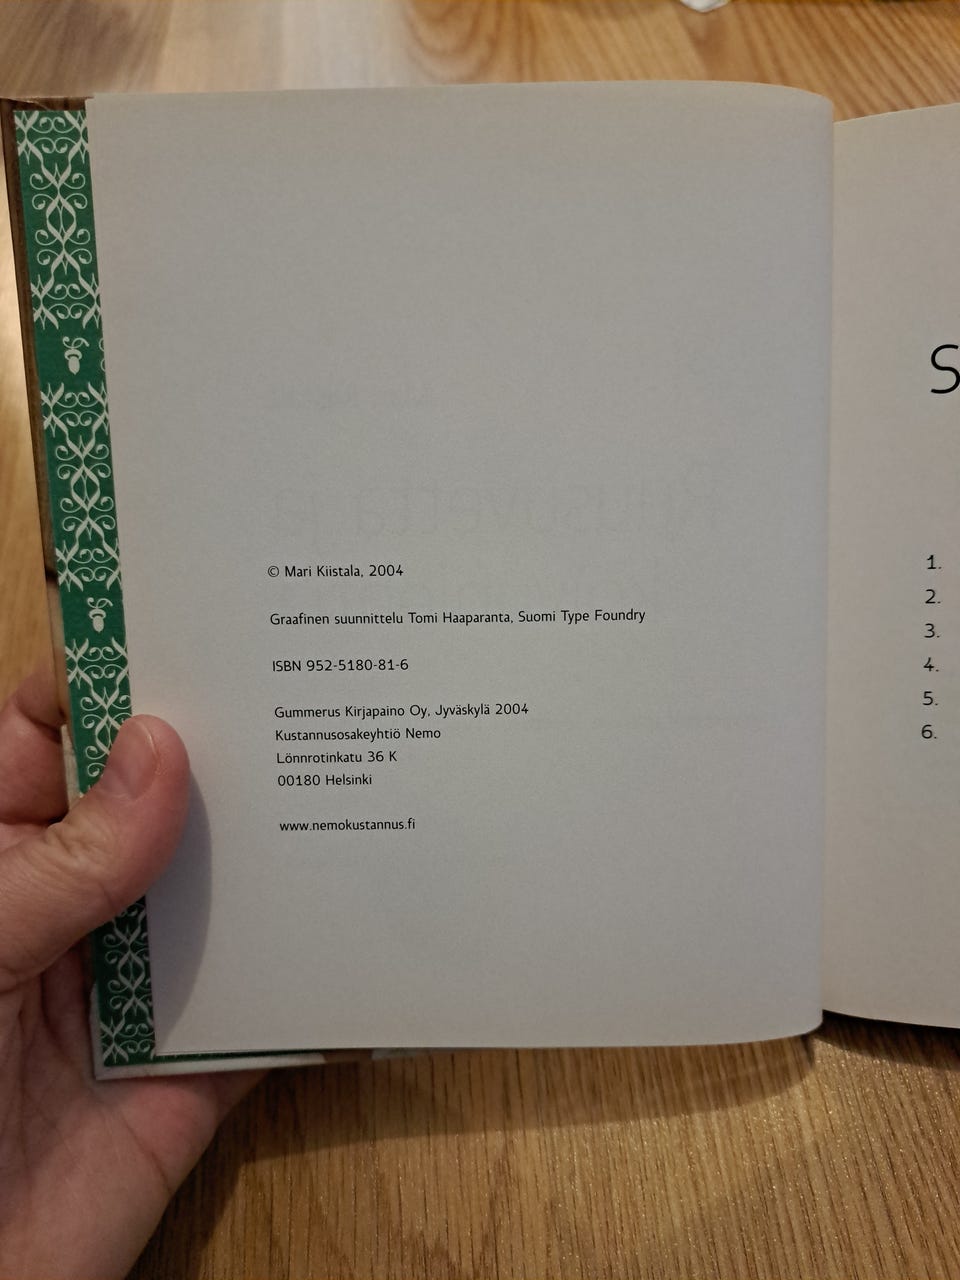 © Mari Kiistala, 2004
Graafinen suunnittelu Tomi Haaparanta, Suomi Type Foundry
ISBN 952-5180-81-6
Gummerus Kirjapaino Oy, Jyväskylä 2004
Kustannusosakeyhtiö Nemo
Lönnrotinkatu 36 K
00180 Helsinki
www.nemokustannus.fi
S
1.
2.
3.
4.
5.
6.